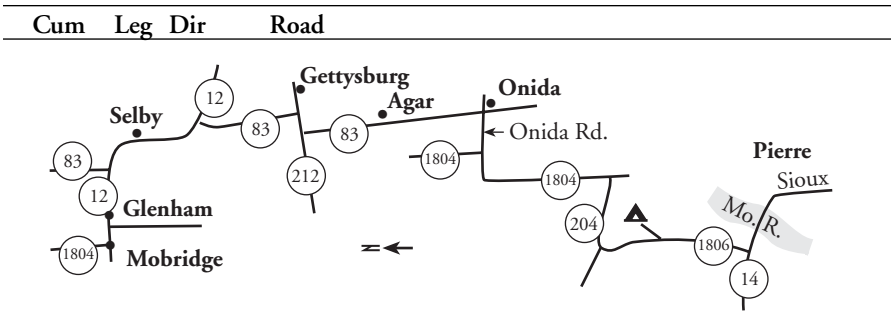 Cum Leg Dir Road
Gettysburg
12
Agar
Onida
Selby
83
83
Onida Rd.
83
1804
Pierre
212
1804
Sioux
12
Glenham
204
Mo. R.
1804
Mobridge
N
1806
14